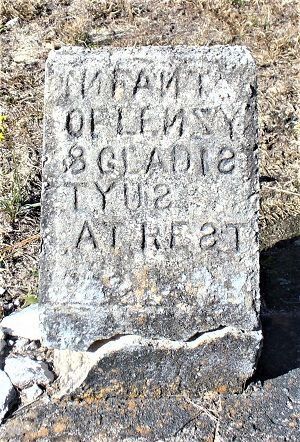 INFANT
OF LENZY
& GLADIS
TYUS
AT REST